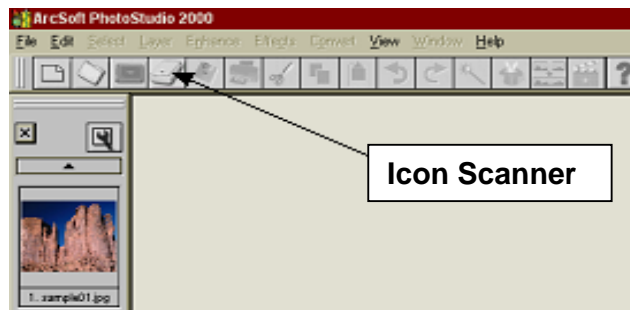 ArcSoft PhotoStudio 2000
File Edit Select Layer Enhance Effects Convert View Window Help
?
Icon Scanner
1. sample01.jpg